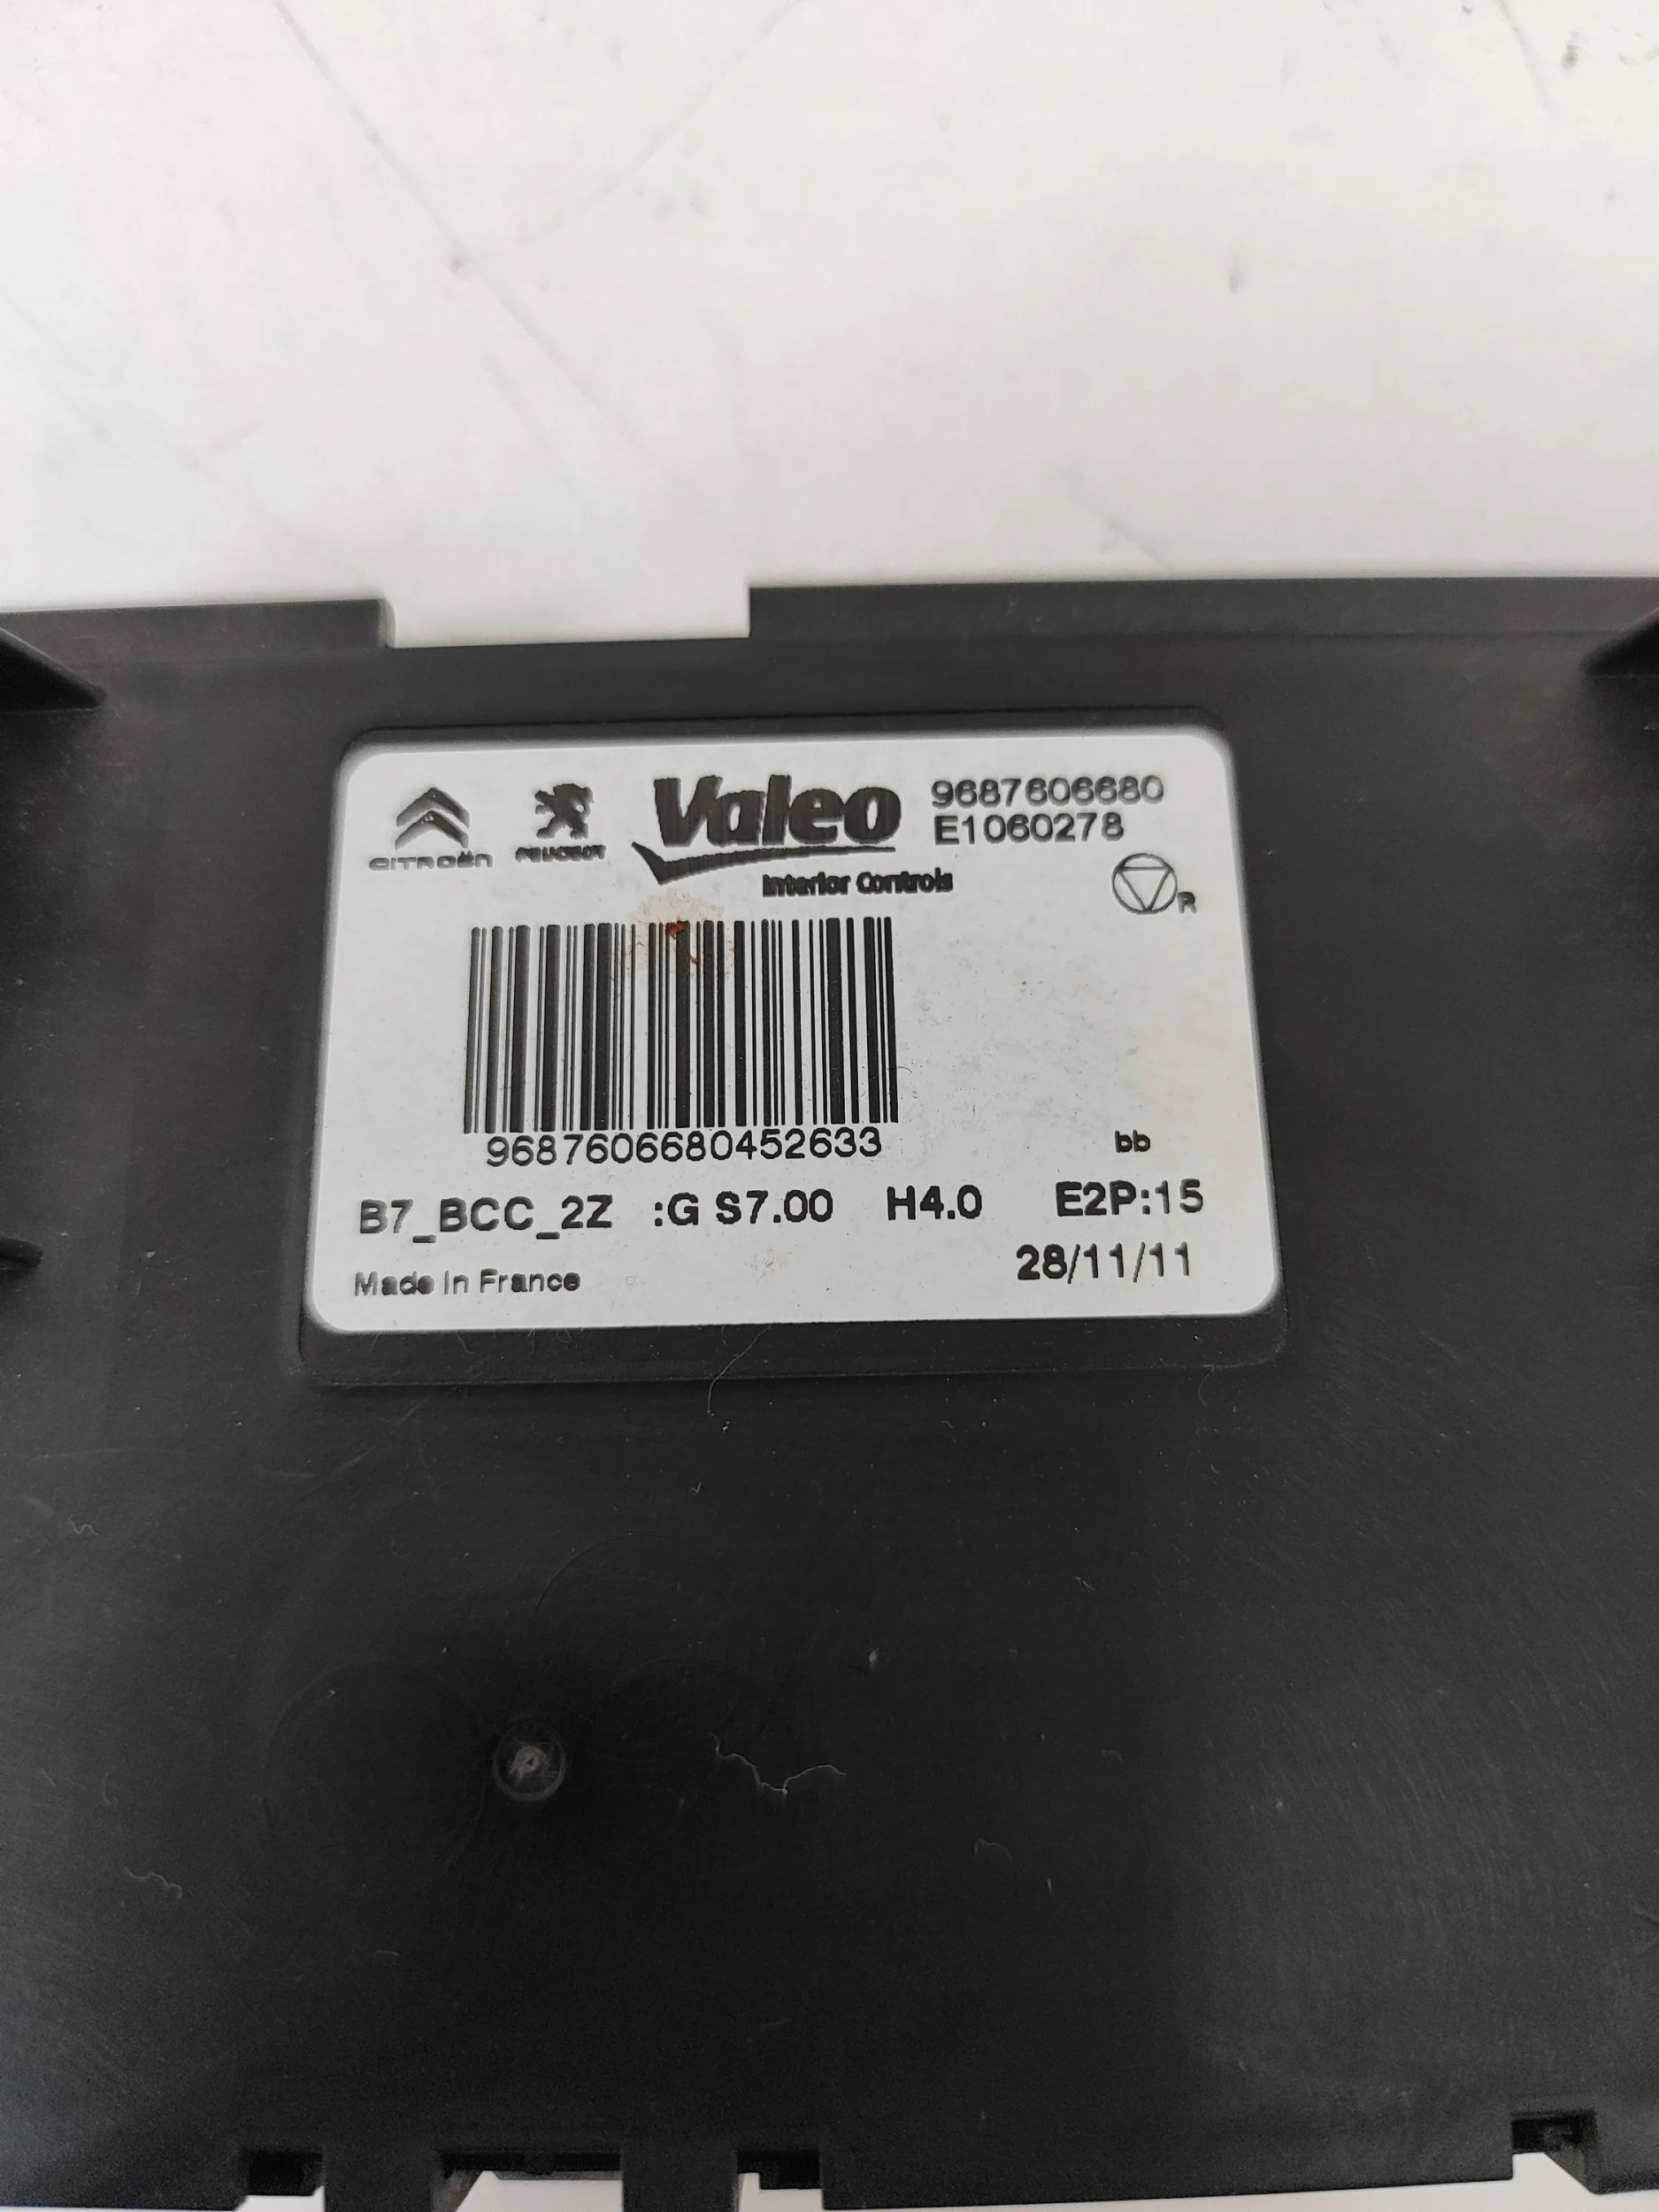 CITROËN PEUGEOT Valeo 9687606680
E1060278
Interior Controls
R
9687606680452633
bb
B7_BCC_2Z :G S7.00 H4.0 E2P:15
28/11/11
Made in France